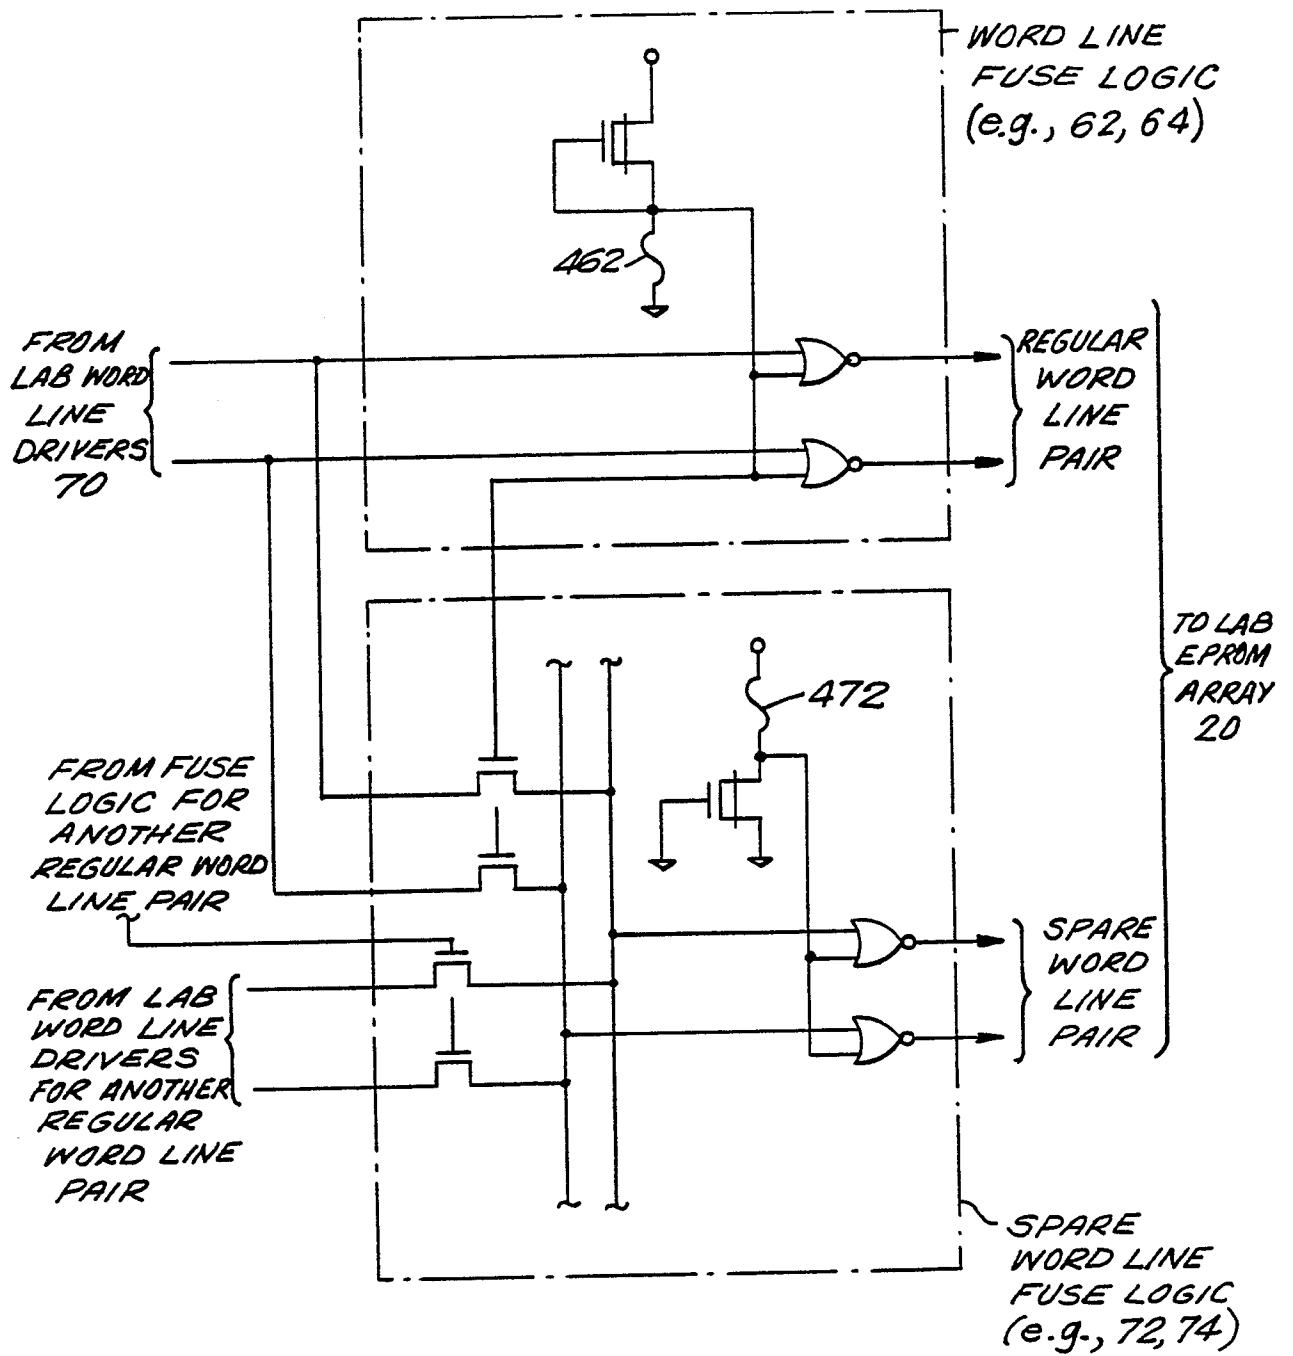 WORD LINE
FUSE LOGIC
(e.g., 62, 64)
462
FROM
LAB WORD
LINE
DRIVERS
70
REGULAR
WORD
LINE
PAIR
TO LAB
EPROM
ARRAY
20
472
FROM FUSE
LOGIC FOR
ANOTHER
REGULAR WORD
LINE PAIR
FROM LAB
WORD LINE
DRIVERS
FOR ANOTHER
REGULAR
WORD LINE
PAIR
SPARE
WORD
LINE
PAIR
SPARE
WORD LINE
FUSE LOGIC
(e.g., 72, 74)